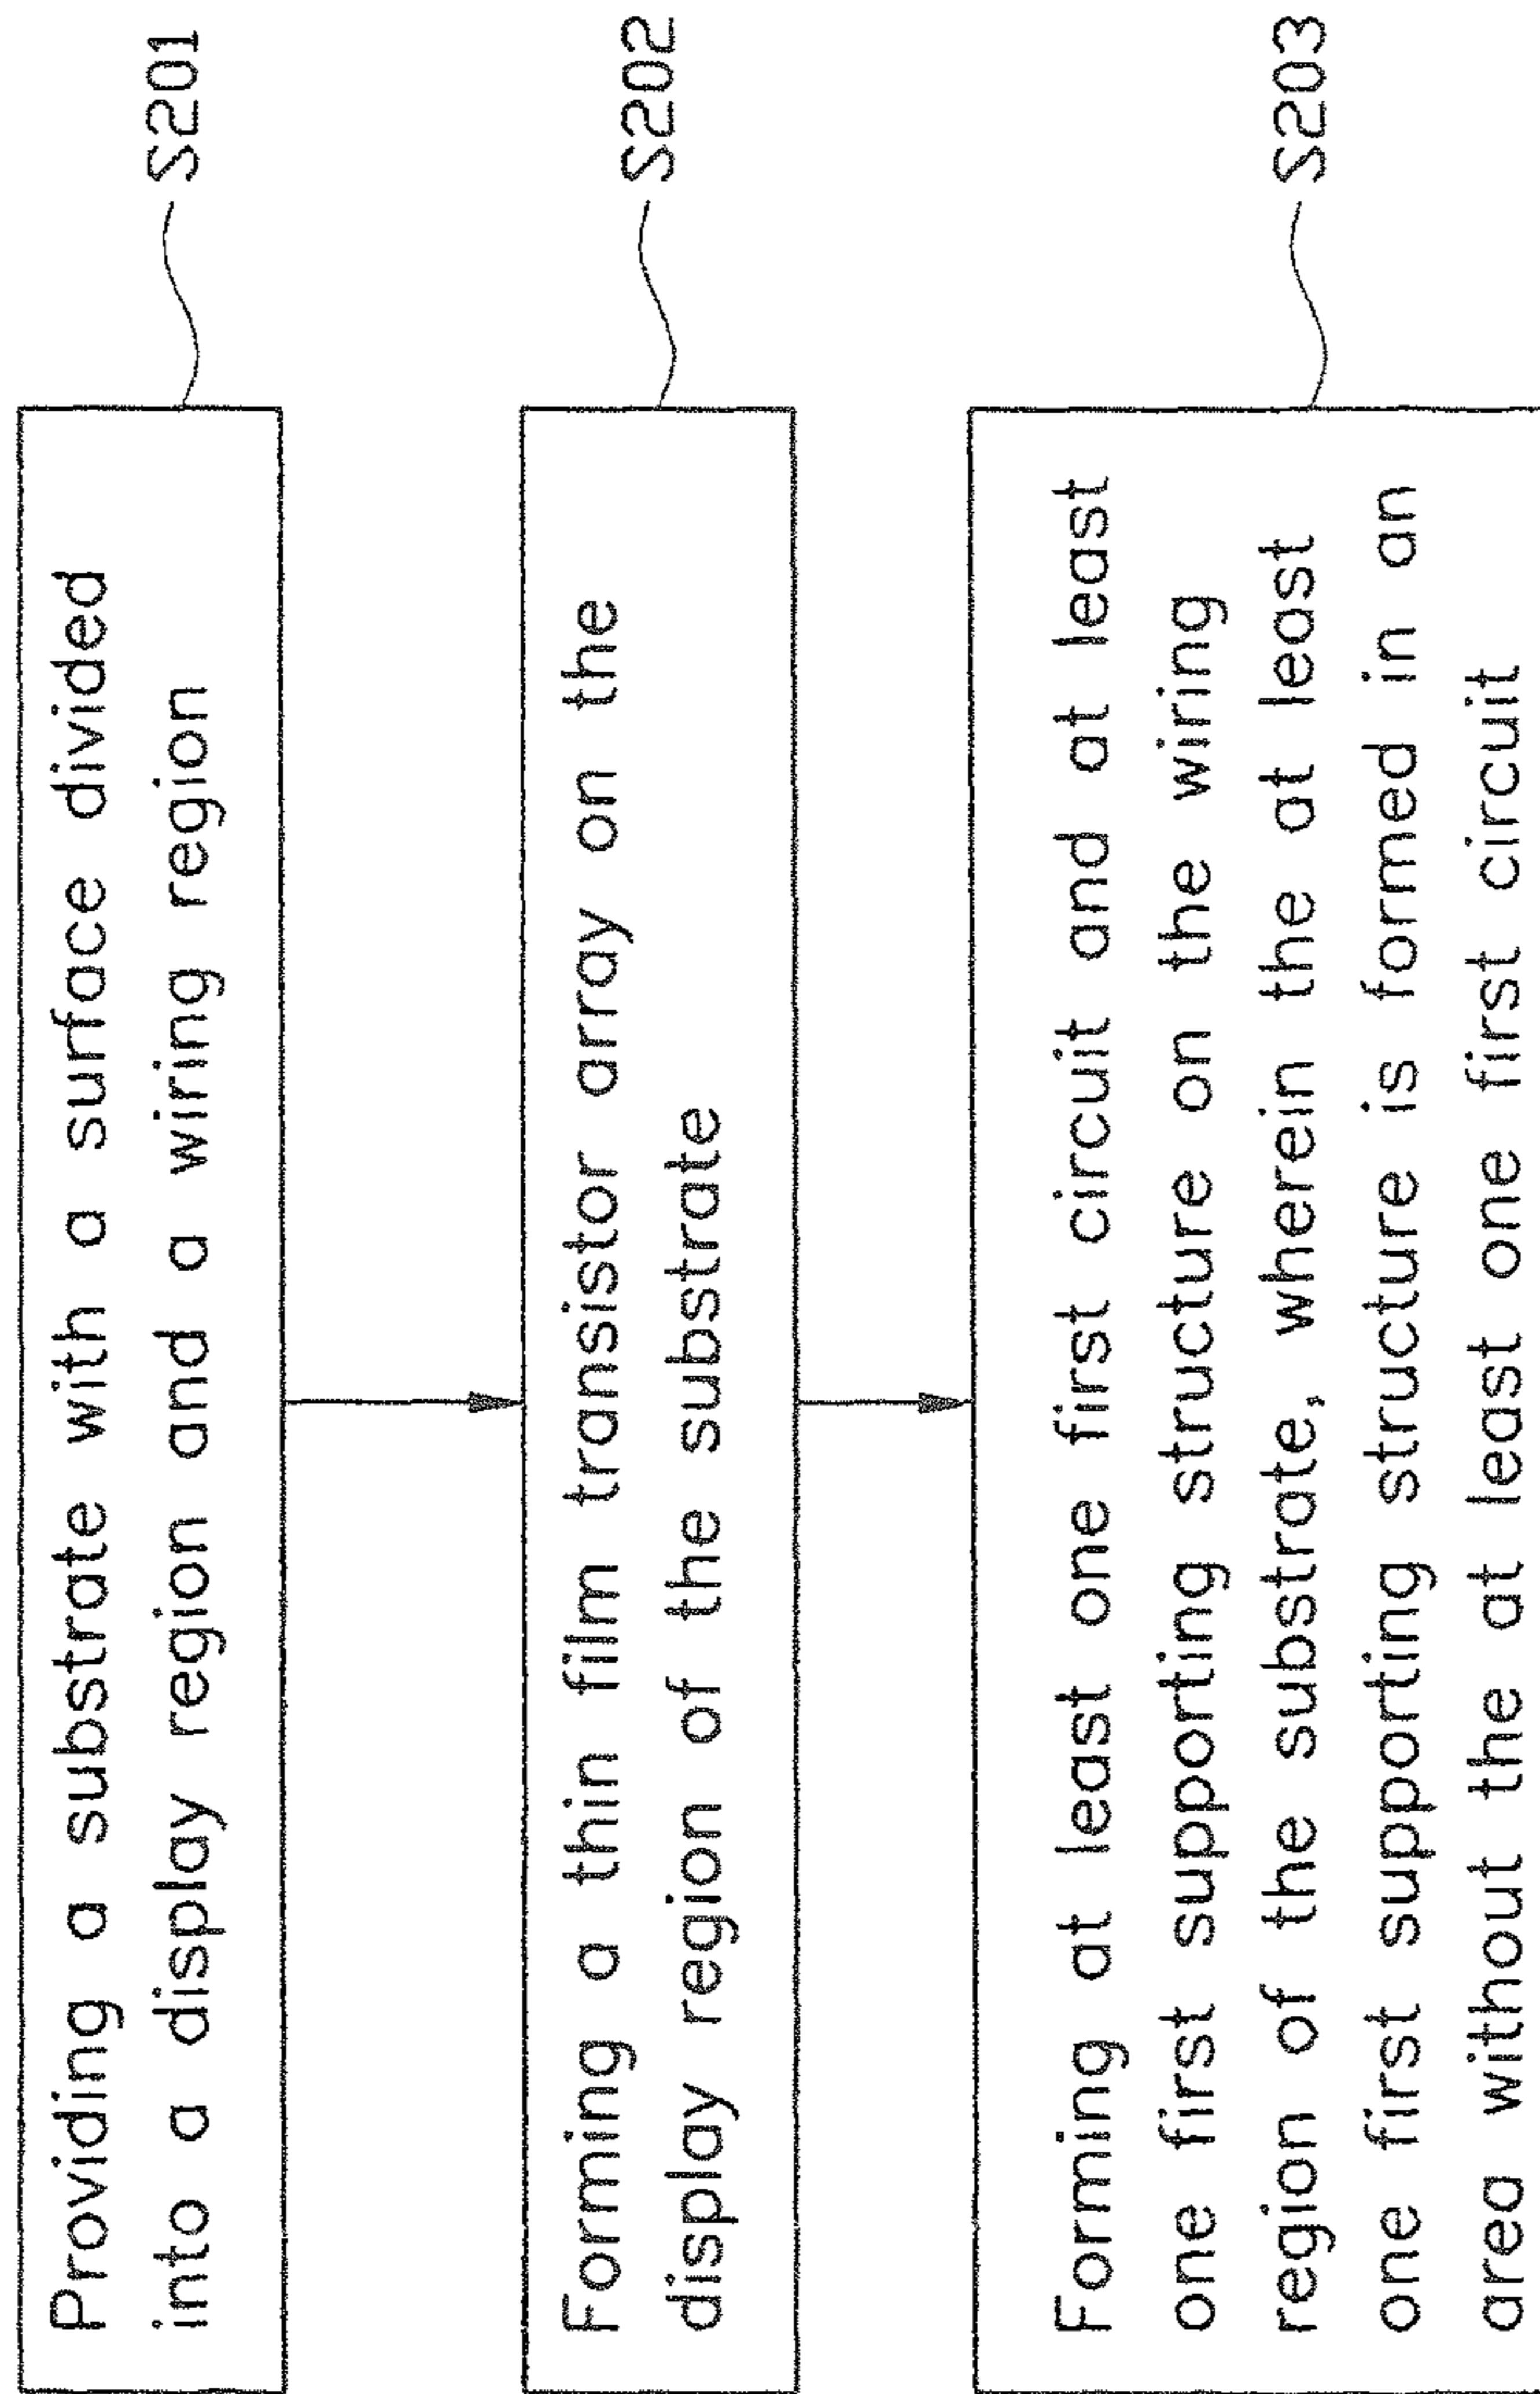 Providing a substrate with a surface divided
into a display region and a wiring region
S201
Forming a thin film transistor array on the
display region of the substrate
S202
Forming at least one first circuit and at least
one first supporting structure on the wiring
region of the substrate, wherein the at least
one first supporting structure is formed in an
area without the at least one first circuit
S203